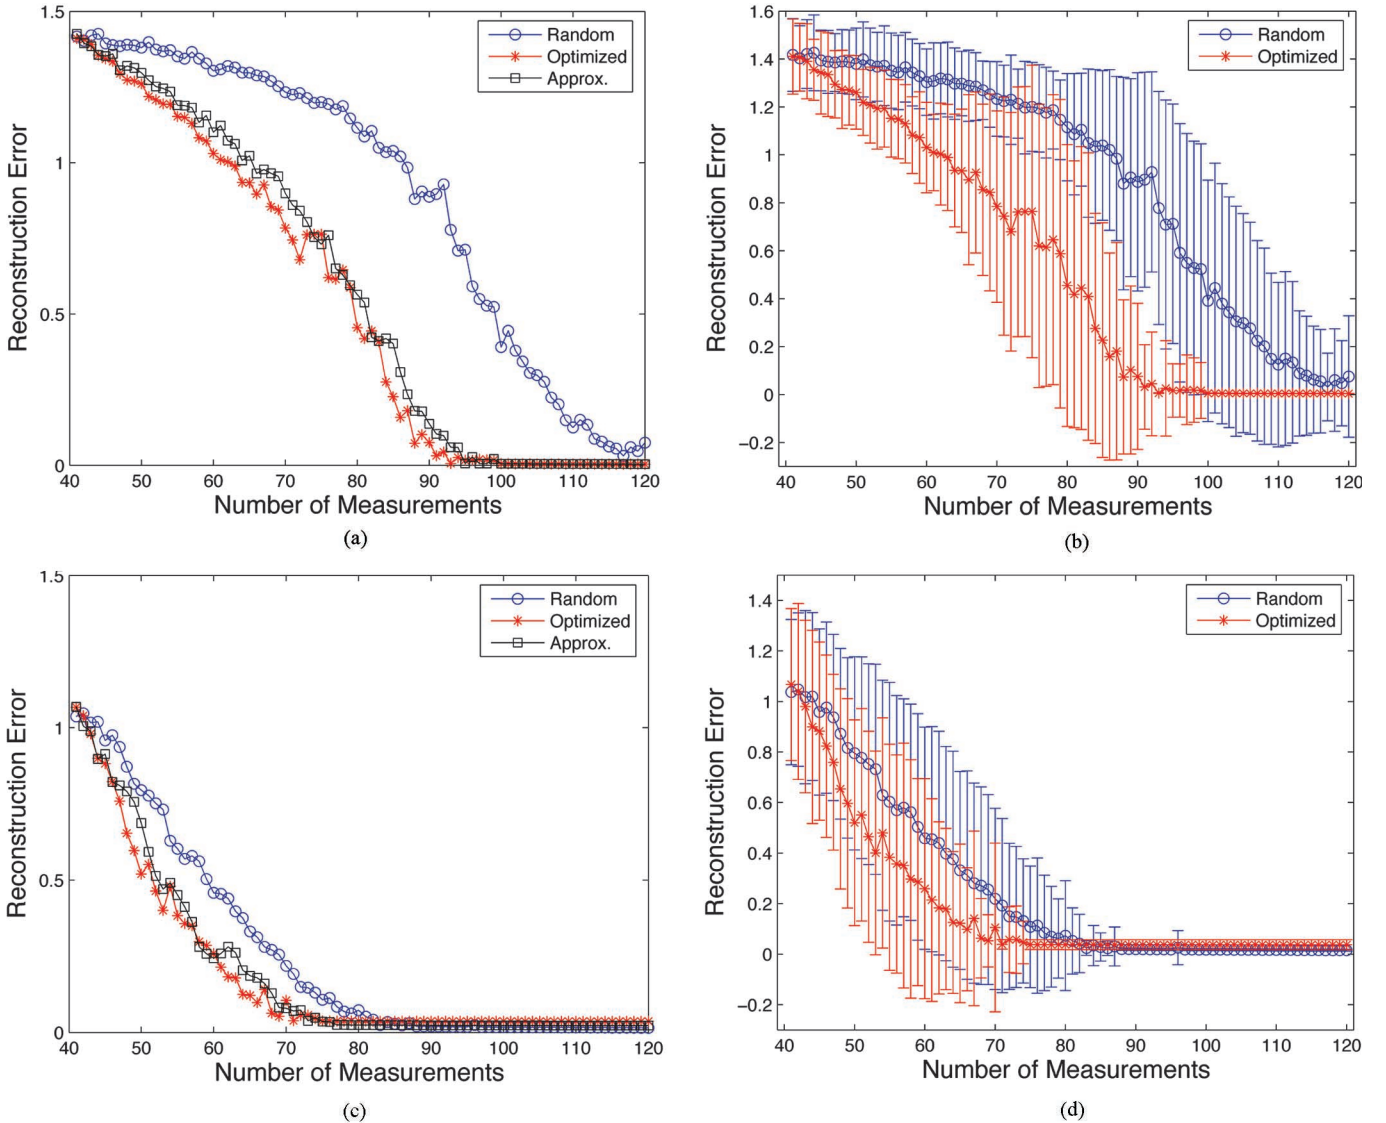 1.5
1
0.5
0
40 50 60 70 80 90 100 110 120
Reconstruction Error
Number of Measurements
Random
Optimized
Approx.
(a)
1.6
1.4
1.2
1
0.8
0.6
0.4
0.2
0
−0.2
40 50 60 70 80 90 100 110 120
Reconstruction Error
Number of Measurements
Random
Optimized
(b)
1.5
1
0.5
0
40 50 60 70 80 90 100 110 120
Reconstruction Error
Number of Measurements
Random
Optimized
Approx.
(c)
1.4
1.2
1
0.8
0.6
0.4
0.2
0
−0.2
40 50 60 70 80 90 100 110 120
Reconstruction Error
Number of Measurements
Random
Optimized
(d)